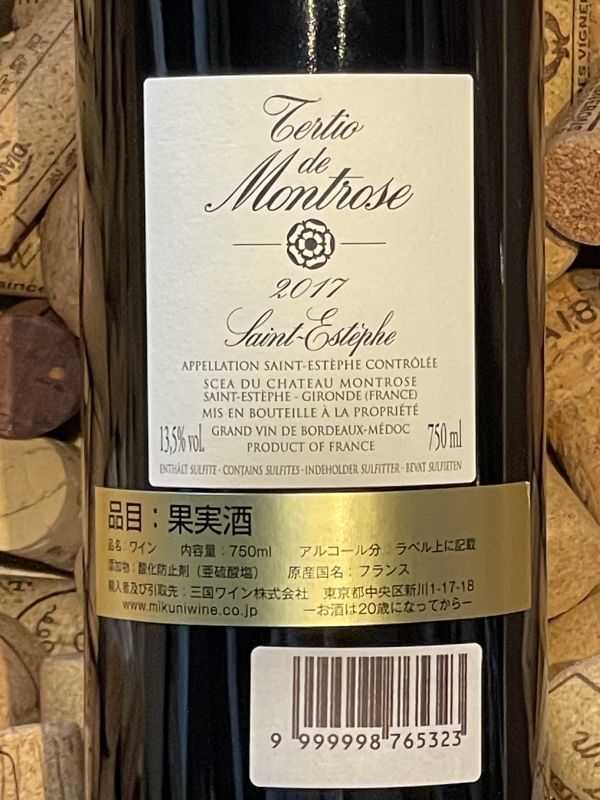 Tertio
de
Montrose
2017
Saint-Estèphe
APPELLATION SAINT-ESTÈPHE CONTRÔLÉE
SCEA DU CHATEAU MONTROSE
SAINT-ESTÈPHE - GIRONDE (FRANCE)
MIS EN BOUTEILLE À LA PROPRIÉTÉ
13,5% vol. GRAND VIN DE BORDEAUX-MÉDOC 750 ml
PRODUCT OF FRANCE
ENTHÄLT SULFITE - CONTAINS SULFITES - INDEHOLDER SULFITTER - BEVAT SULFIETEN
品目：果実酒
品名：ワイン 内容量：750ml アルコール分：ラベル上に記載
添加物：酸化防止剤（亜硫酸塩） 原産国名：フランス
輸入者及び引取先：三国ワイン株式会社 東京都中央区新川1-17-18
www.mikuniwine.co.jp ーお酒は20歳になってからー
9 999998 765323